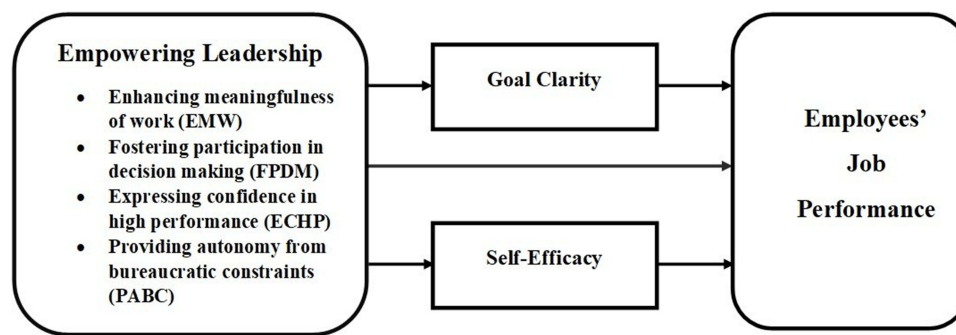 Empowering Leadership
• Enhancing meaningfulness
of work (EMW)
• Fostering participation in
decision making (FPDM)
• Expressing confidence in
high performance (ECHP)
• Providing autonomy from
bureaucratic constraints
(PABC)
Goal Clarity
Self-Efficacy
Employees’
Job
Performance